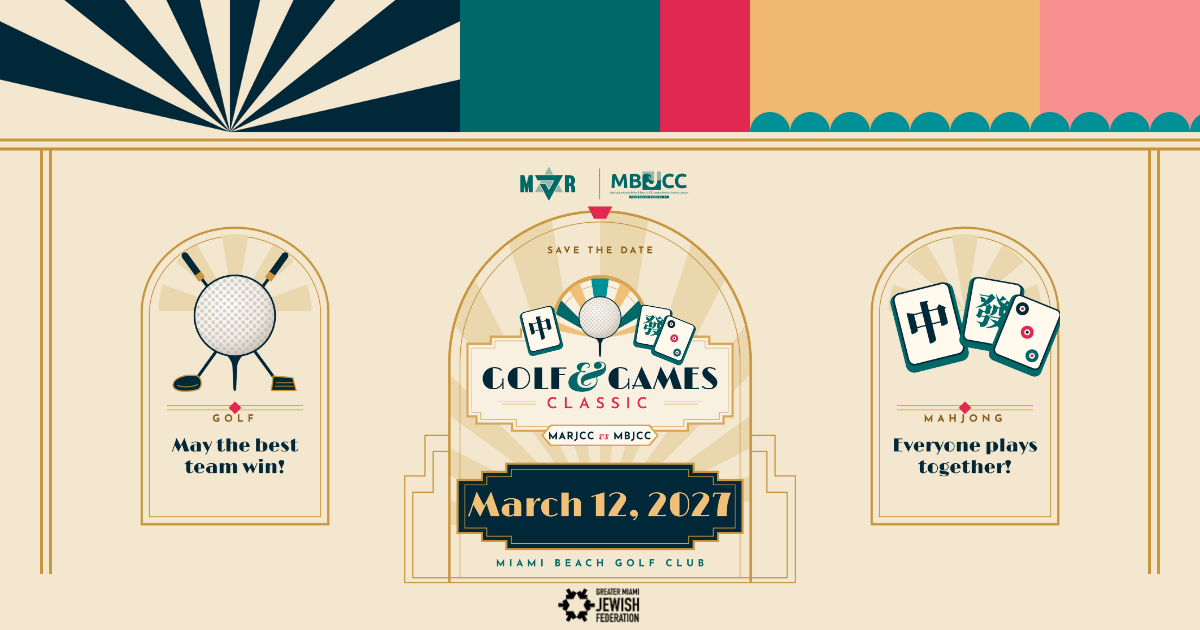 M R
MBJCC
SAVE THE DATE
中
發
GOLF & GAMES
CLASSIC
MARJCC vs MBJCC
March 12, 2027
MIAMI BEACH GOLF CLUB
GOLF
May the best
team win!
中
發
MAHJONG
Everyone plays
together!
GREATER MIAMI
JEWISH
FEDERATION